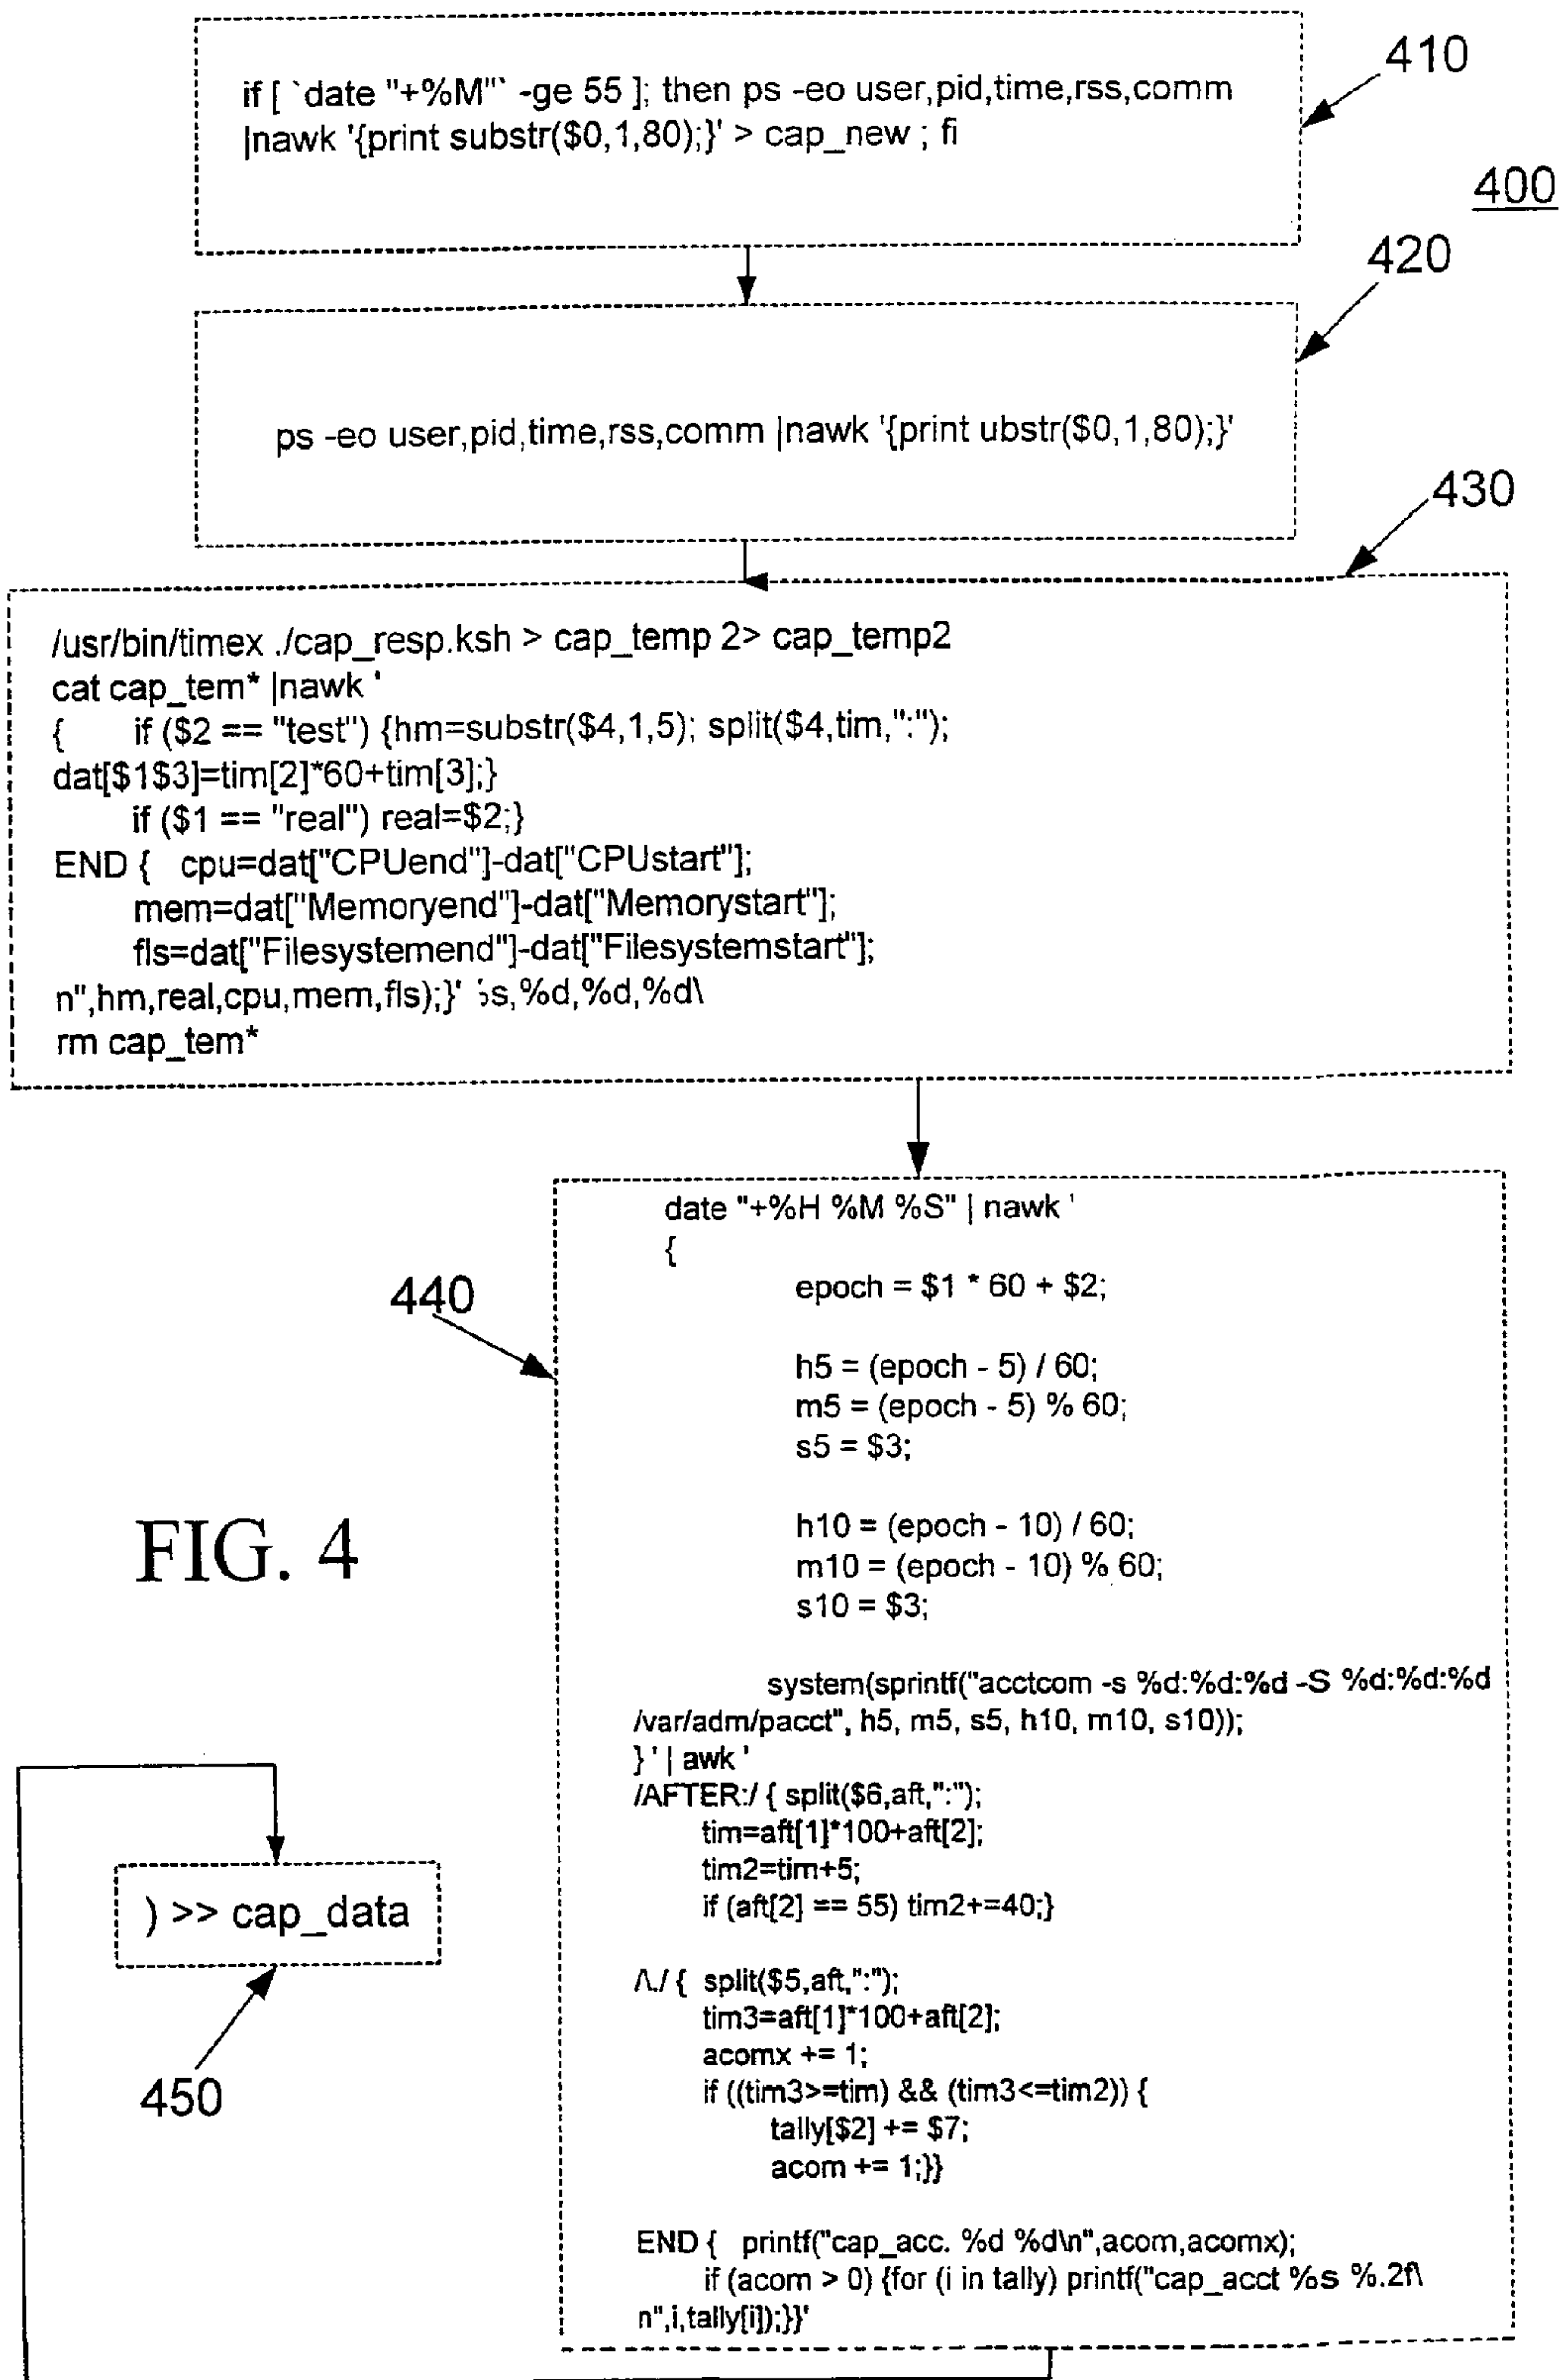 if [ `date "+%M"` -ge 55 ]; then ps -eo user,pid,time,rss,comm
|nawk '{print substr($0,1,80);}' > cap_new ; fi
410
400
420
ps -eo user,pid,time,rss,comm |nawk '{print ubstr($0,1,80);}'
430
/usr/bin/timex ./cap_resp.ksh > cap_temp 2> cap_temp2
cat cap_tem* |nawk '
{ if ($2 == "test") {hm=substr($4,1,5); split($4,tim,":");
dat[$1$3]=tim[2]*60+tim[3];}
if ($1 == "real") real=$2;}
END { cpu=dat["CPUend"]-dat["CPUstart"];
mem=dat["Memoryend"]-dat["Memorystart"];
fls=dat["Filesystemend"]-dat["Filesystemstart"];
n",hm,real,cpu,mem,fls);}' s,%d,%d,%d\
rm cap_tem*
440
date "+%H %M %S" | nawk '
{
epoch = $1 * 60 + $2;
h5 = (epoch - 5) / 60;
m5 = (epoch - 5) % 60;
s5 = $3;
h10 = (epoch - 10) / 60;
m10 = (epoch - 10) % 60;
s10 = $3;
system(sprintf("acctcom -s %d:%d:%d -S %d:%d:%d
/var/adm/pacct", h5, m5, s5, h10, m10, s10));
} ' | awk '
/AFTER:/ { split($6,aft,":");
tim=aft[1]*100+aft[2];
tim2=tim+5;
if (aft[2] == 55) tim2+=40;}
/\./ { split($5,aft,":");
tim3=aft[1]*100+aft[2];
acomx += 1;
if ((tim3>=tim) && (tim3<=tim2)) {
tally[$2] += $7;
acom += 1;}}
END { printf("cap_acc. %d %d\n",acom,acomx);
if (acom > 0) {for (i in tally) printf("cap_acct %s %.2f\
n",i,tally[i]);}}'
FIG. 4
) >> cap_data
450